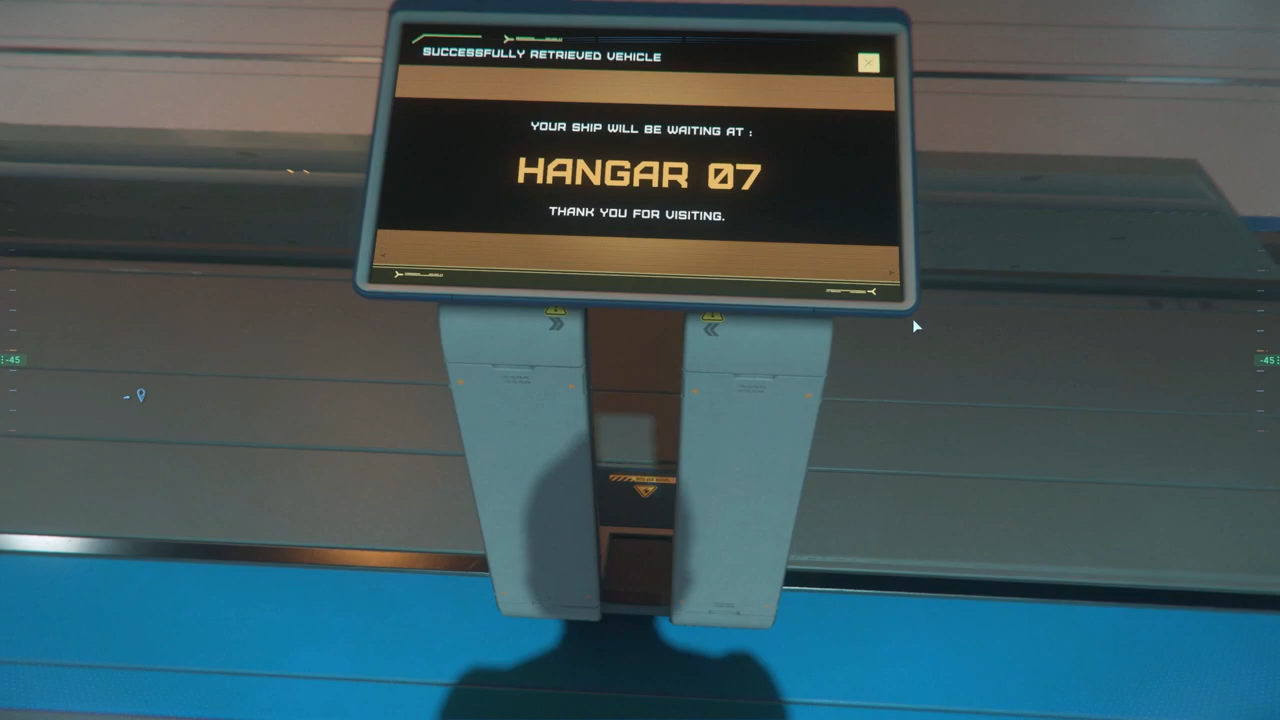 SUCCESSFULLY RETRIEVED VEHICLE
YOUR SHIP WILL BE WAITING AT :
HANGAR 07
THANK YOU FOR VISITING.
-45
-45